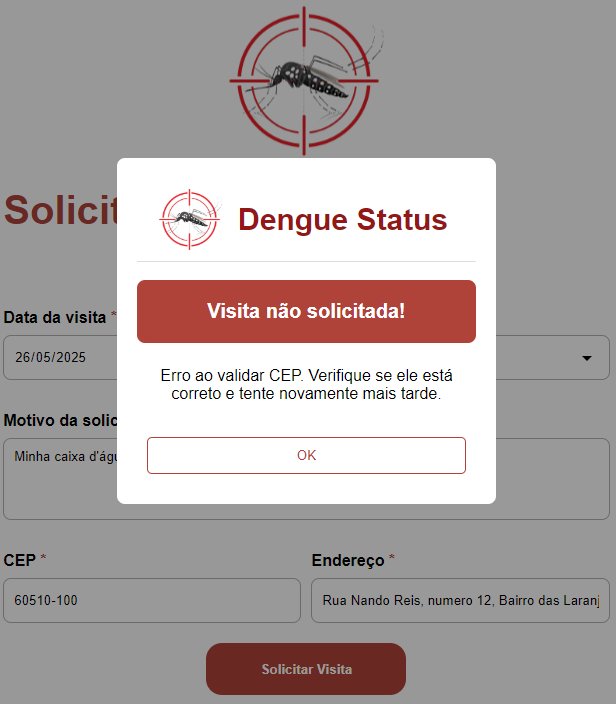 Solicit
Dengue Status
Visita não solicitada!
Erro ao validar CEP. Verifique se ele está
correto e tente novamente mais tarde.
OK
Data da visita *
26/05/2025
Motivo da solic
Minha caixa d'águ
CEP *
Endereço *
60510-100
Rua Nando Reis, numero 12, Bairro das Laranj
Solicitar Visita